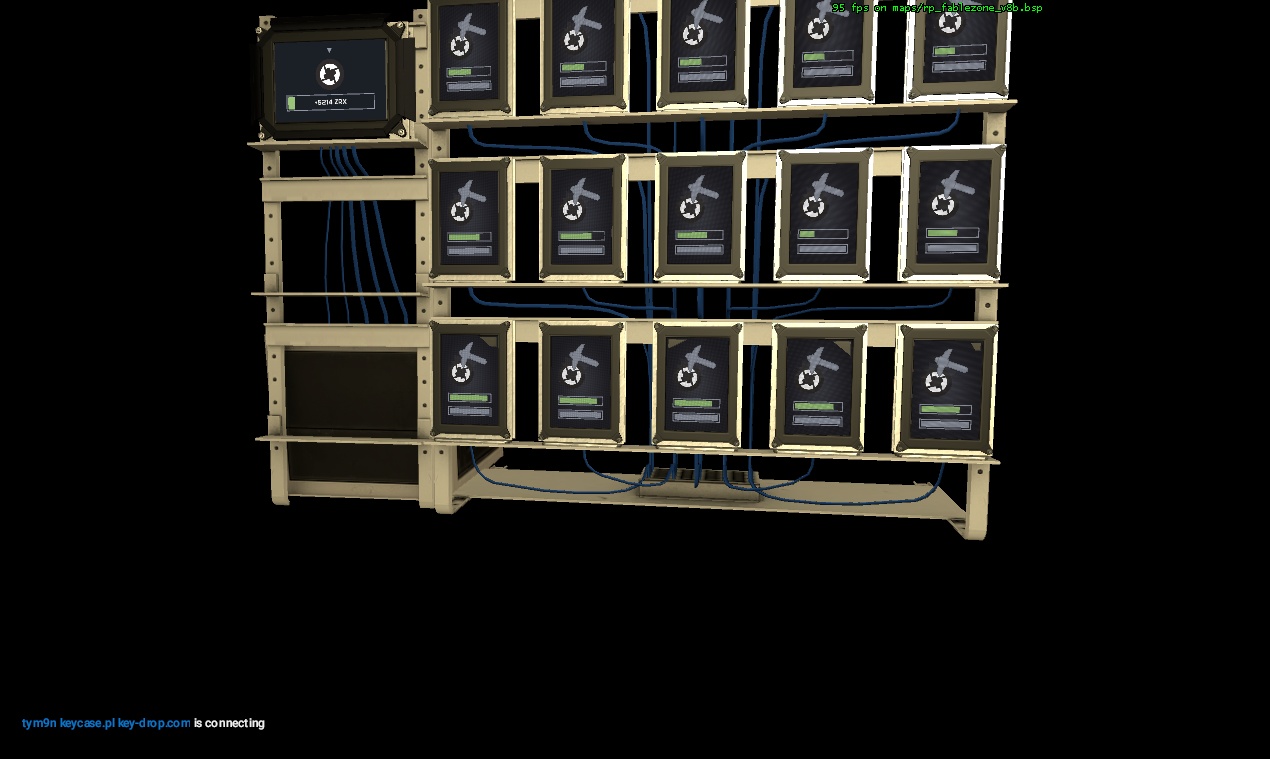 95 fps on maps/rp_fablezone_v8b.bsp
+5214 ZRX
tym9n keycase.pl key-drop.com is connecting